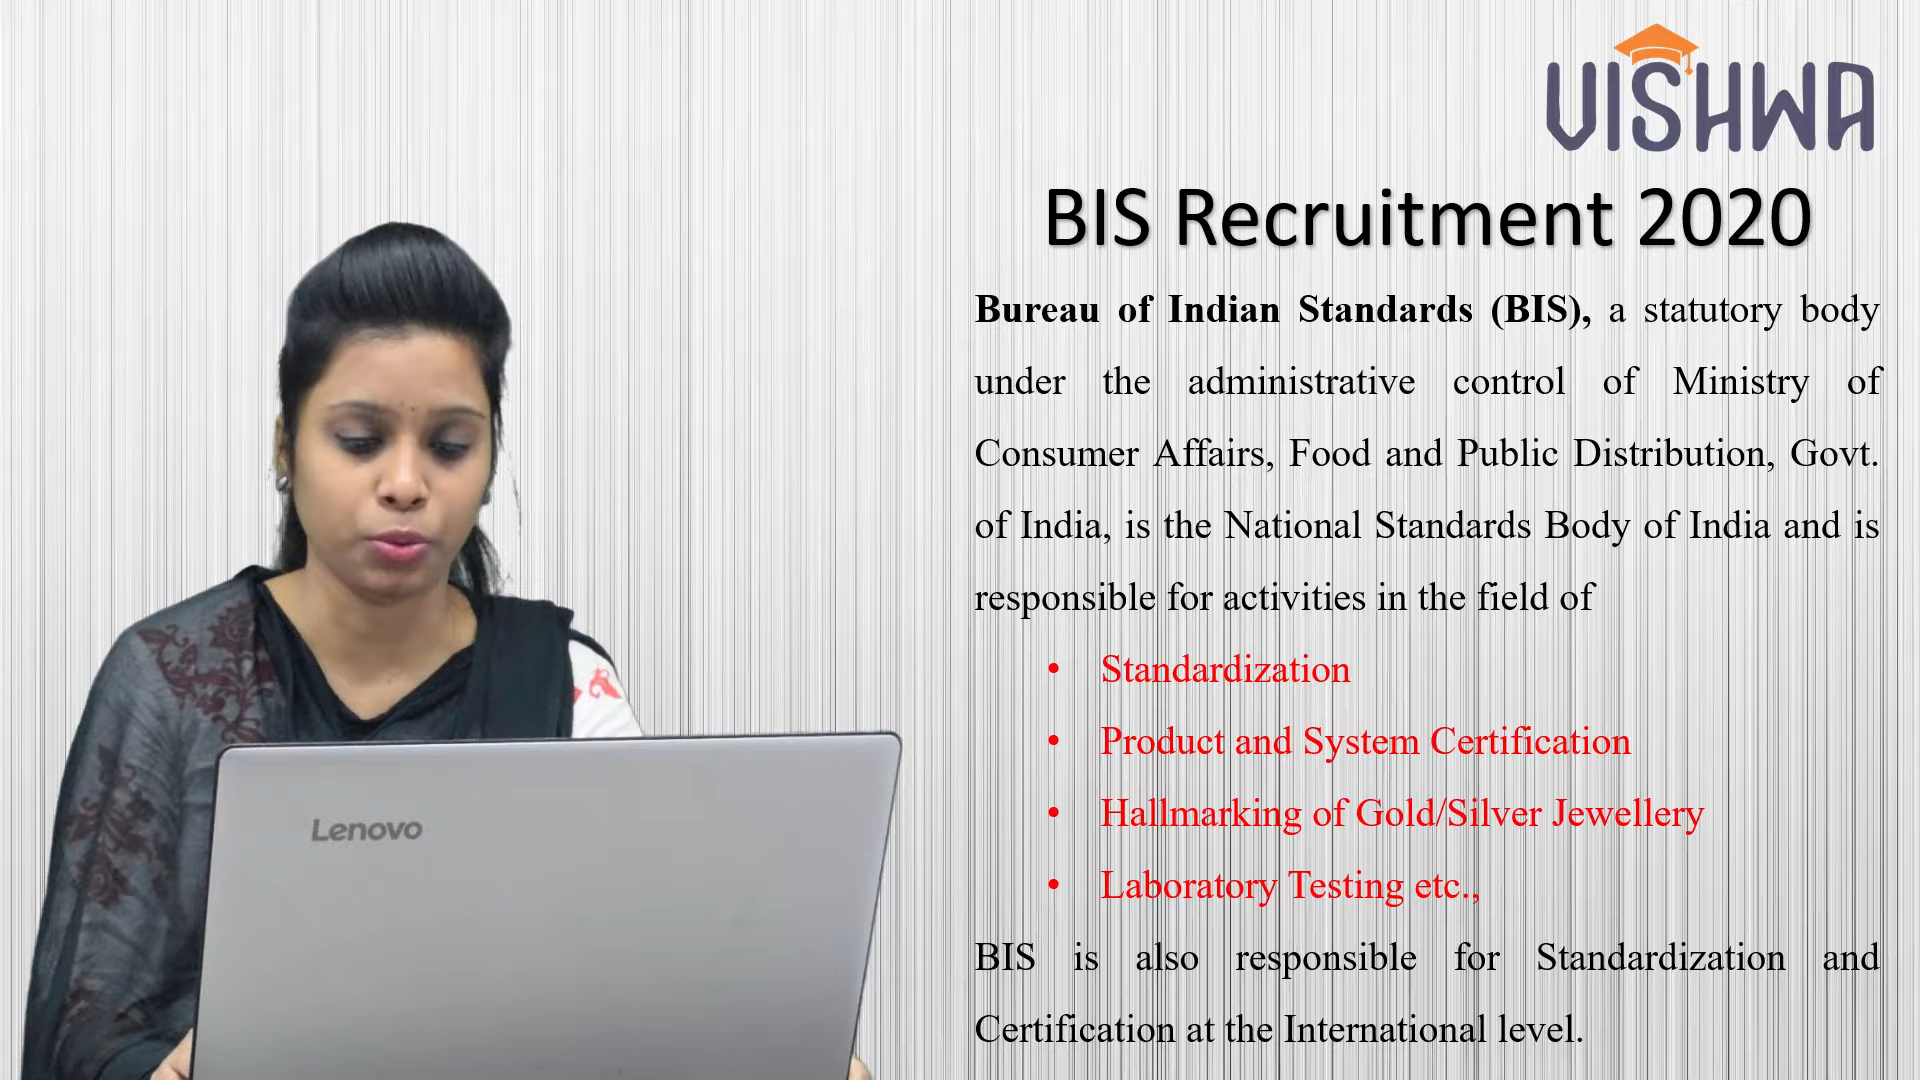 VISHWA
BIS Recruitment 2020
Bureau of Indian Standards (BIS), a statutory body
under the administrative control of Ministry of
Consumer Affairs, Food and Public Distribution, Govt.
of India, is the National Standards Body of India and is
responsible for activities in the field of
• Standardization
• Product and System Certification
• Hallmarking of Gold/Silver Jewellery
• Laboratory Testing etc.,
BIS is also responsible for Standardization and
Certification at the International level.
Lenovo